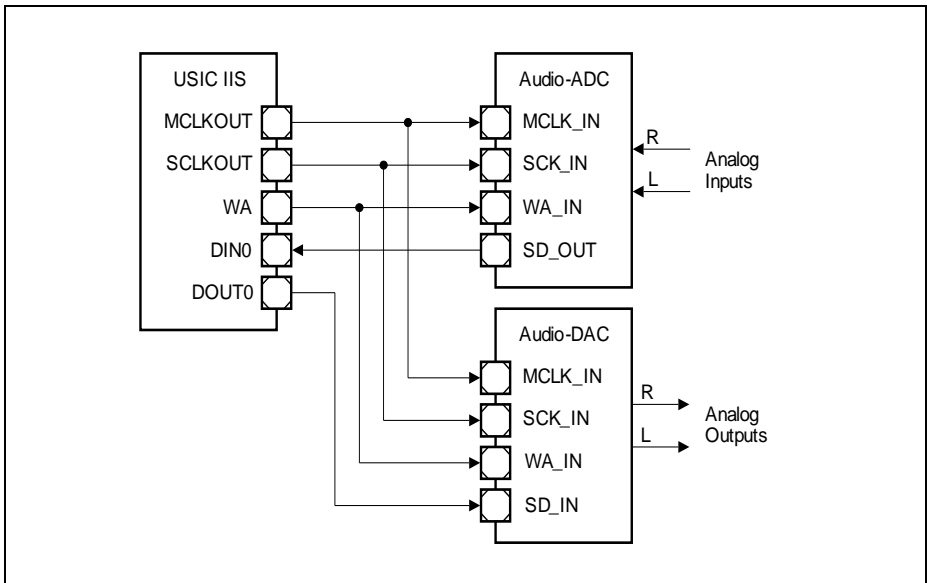 USIC IIS
MCLKOUT
SCLKOUT
WA
DIN0
DOUT0
Audio-ADC
MCLK_IN
SCK_IN
WA_IN
SD_OUT
R
L
Analog
Inputs
Audio-DAC
MCLK_IN
SCK_IN
WA_IN
SD_IN
R
L
Analog
Outputs